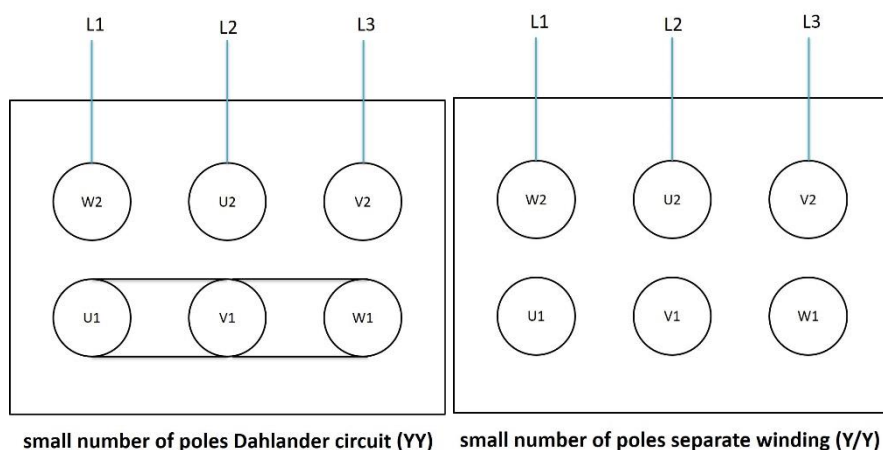 L1 L2 L3 L1 L2 L3
W2 U2 V2 W2 U2 V2
U1 V1 W1 U1 V1 W1
small number of poles Dahlander circuit (YY) small number of poles separate winding (Y/Y)